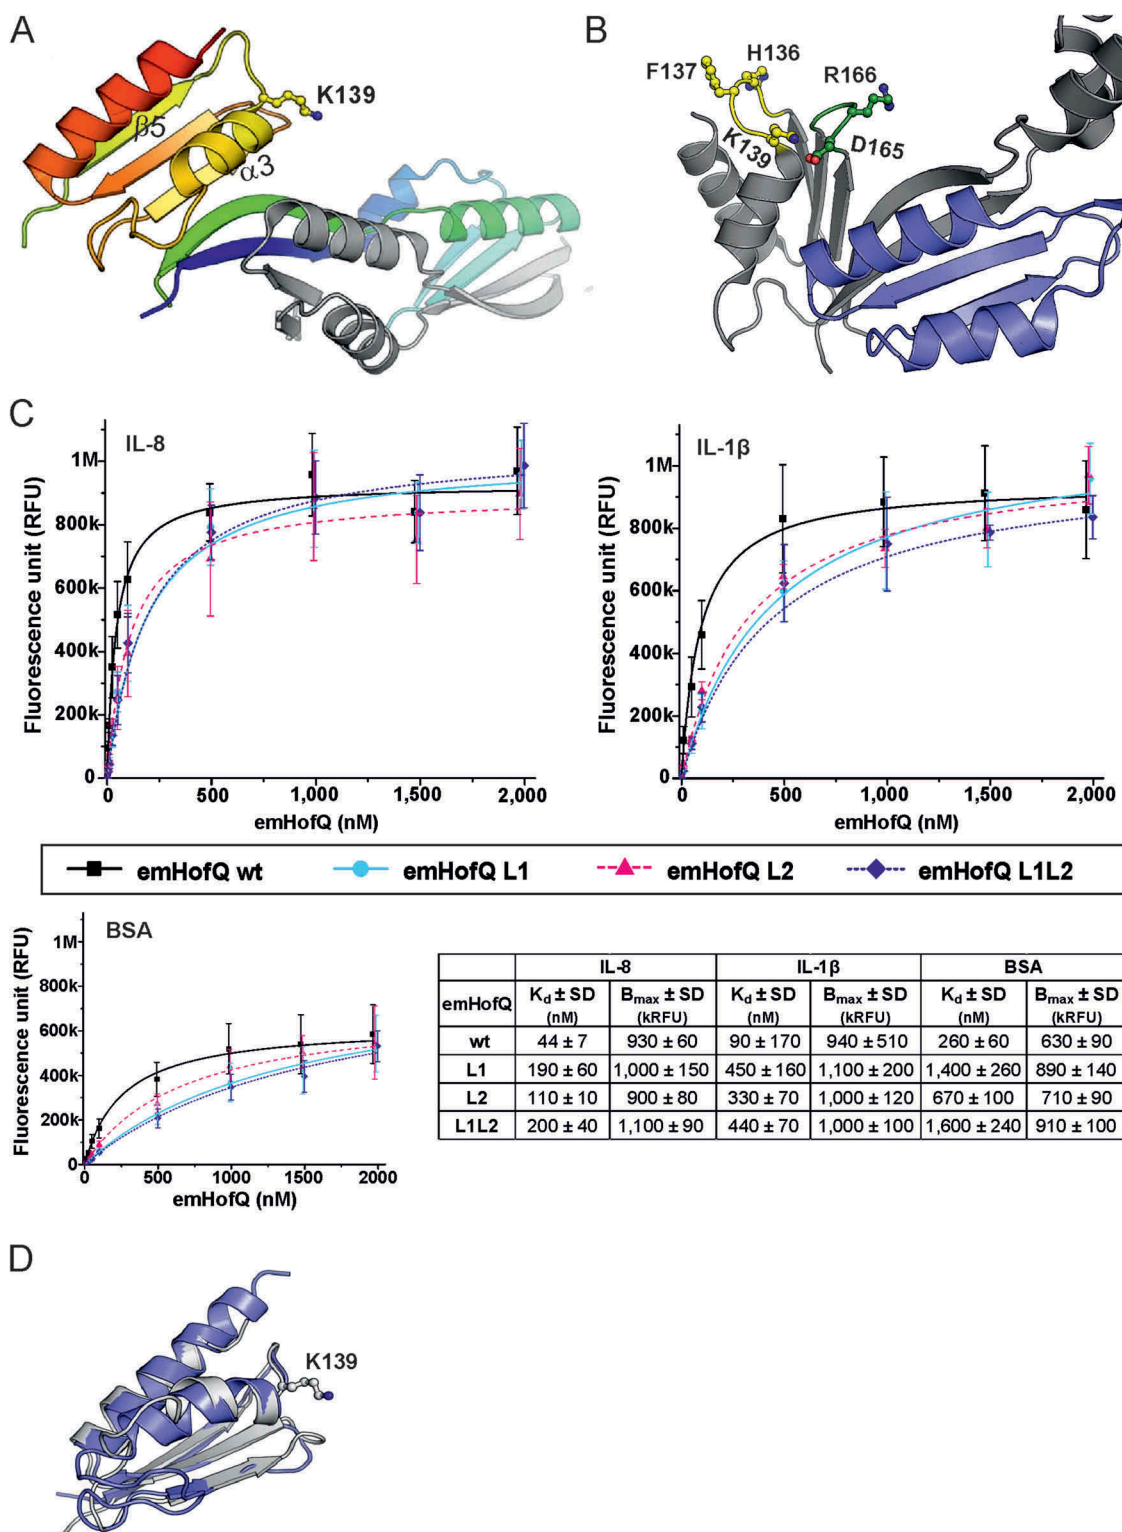 A
K139
β5
α3
B
H136
F137
R166
K139
D165
C
IL-8
1M
800k
600k
400k
200k
0
0 500 1,000 1,500 2,000
Fluorescence unit (RFU)
emHofQ (nM)
IL-1β
1M
800k
600k
400k
200k
0
0 500 1,000 1,500 2,000
Fluorescence unit (RFU)
emHofQ (nM)
emHofQ wt emHofQ L1 emHofQ L2 emHofQ L1L2
BSA
1M
800k
600k
400k
200k
0
0 500 1000 1500 2000
Fluorescence unit (RFU)
emHofQ (nM)
IL-8 IL-1β BSA
emHofQ Kd ± SD (nM) Bmax ± SD (kRFU) Kd ± SD (nM) Bmax ± SD (kRFU) Kd ± SD (nM) Bmax ± SD (kRFU)
wt 44 ± 7 930 ± 60 90 ± 170 940 ± 510 260 ± 60 630 ± 90
L1 190 ± 60 1,000 ± 150 450 ± 160 1,100 ± 200 1,400 ± 260 890 ± 140
L2 110 ± 10 900 ± 80 330 ± 70 1,000 ± 120 670 ± 100 710 ± 90
L1L2 200 ± 40 1,100 ± 90 440 ± 70 1,000 ± 100 1,600 ± 240 910 ± 100
D
K139